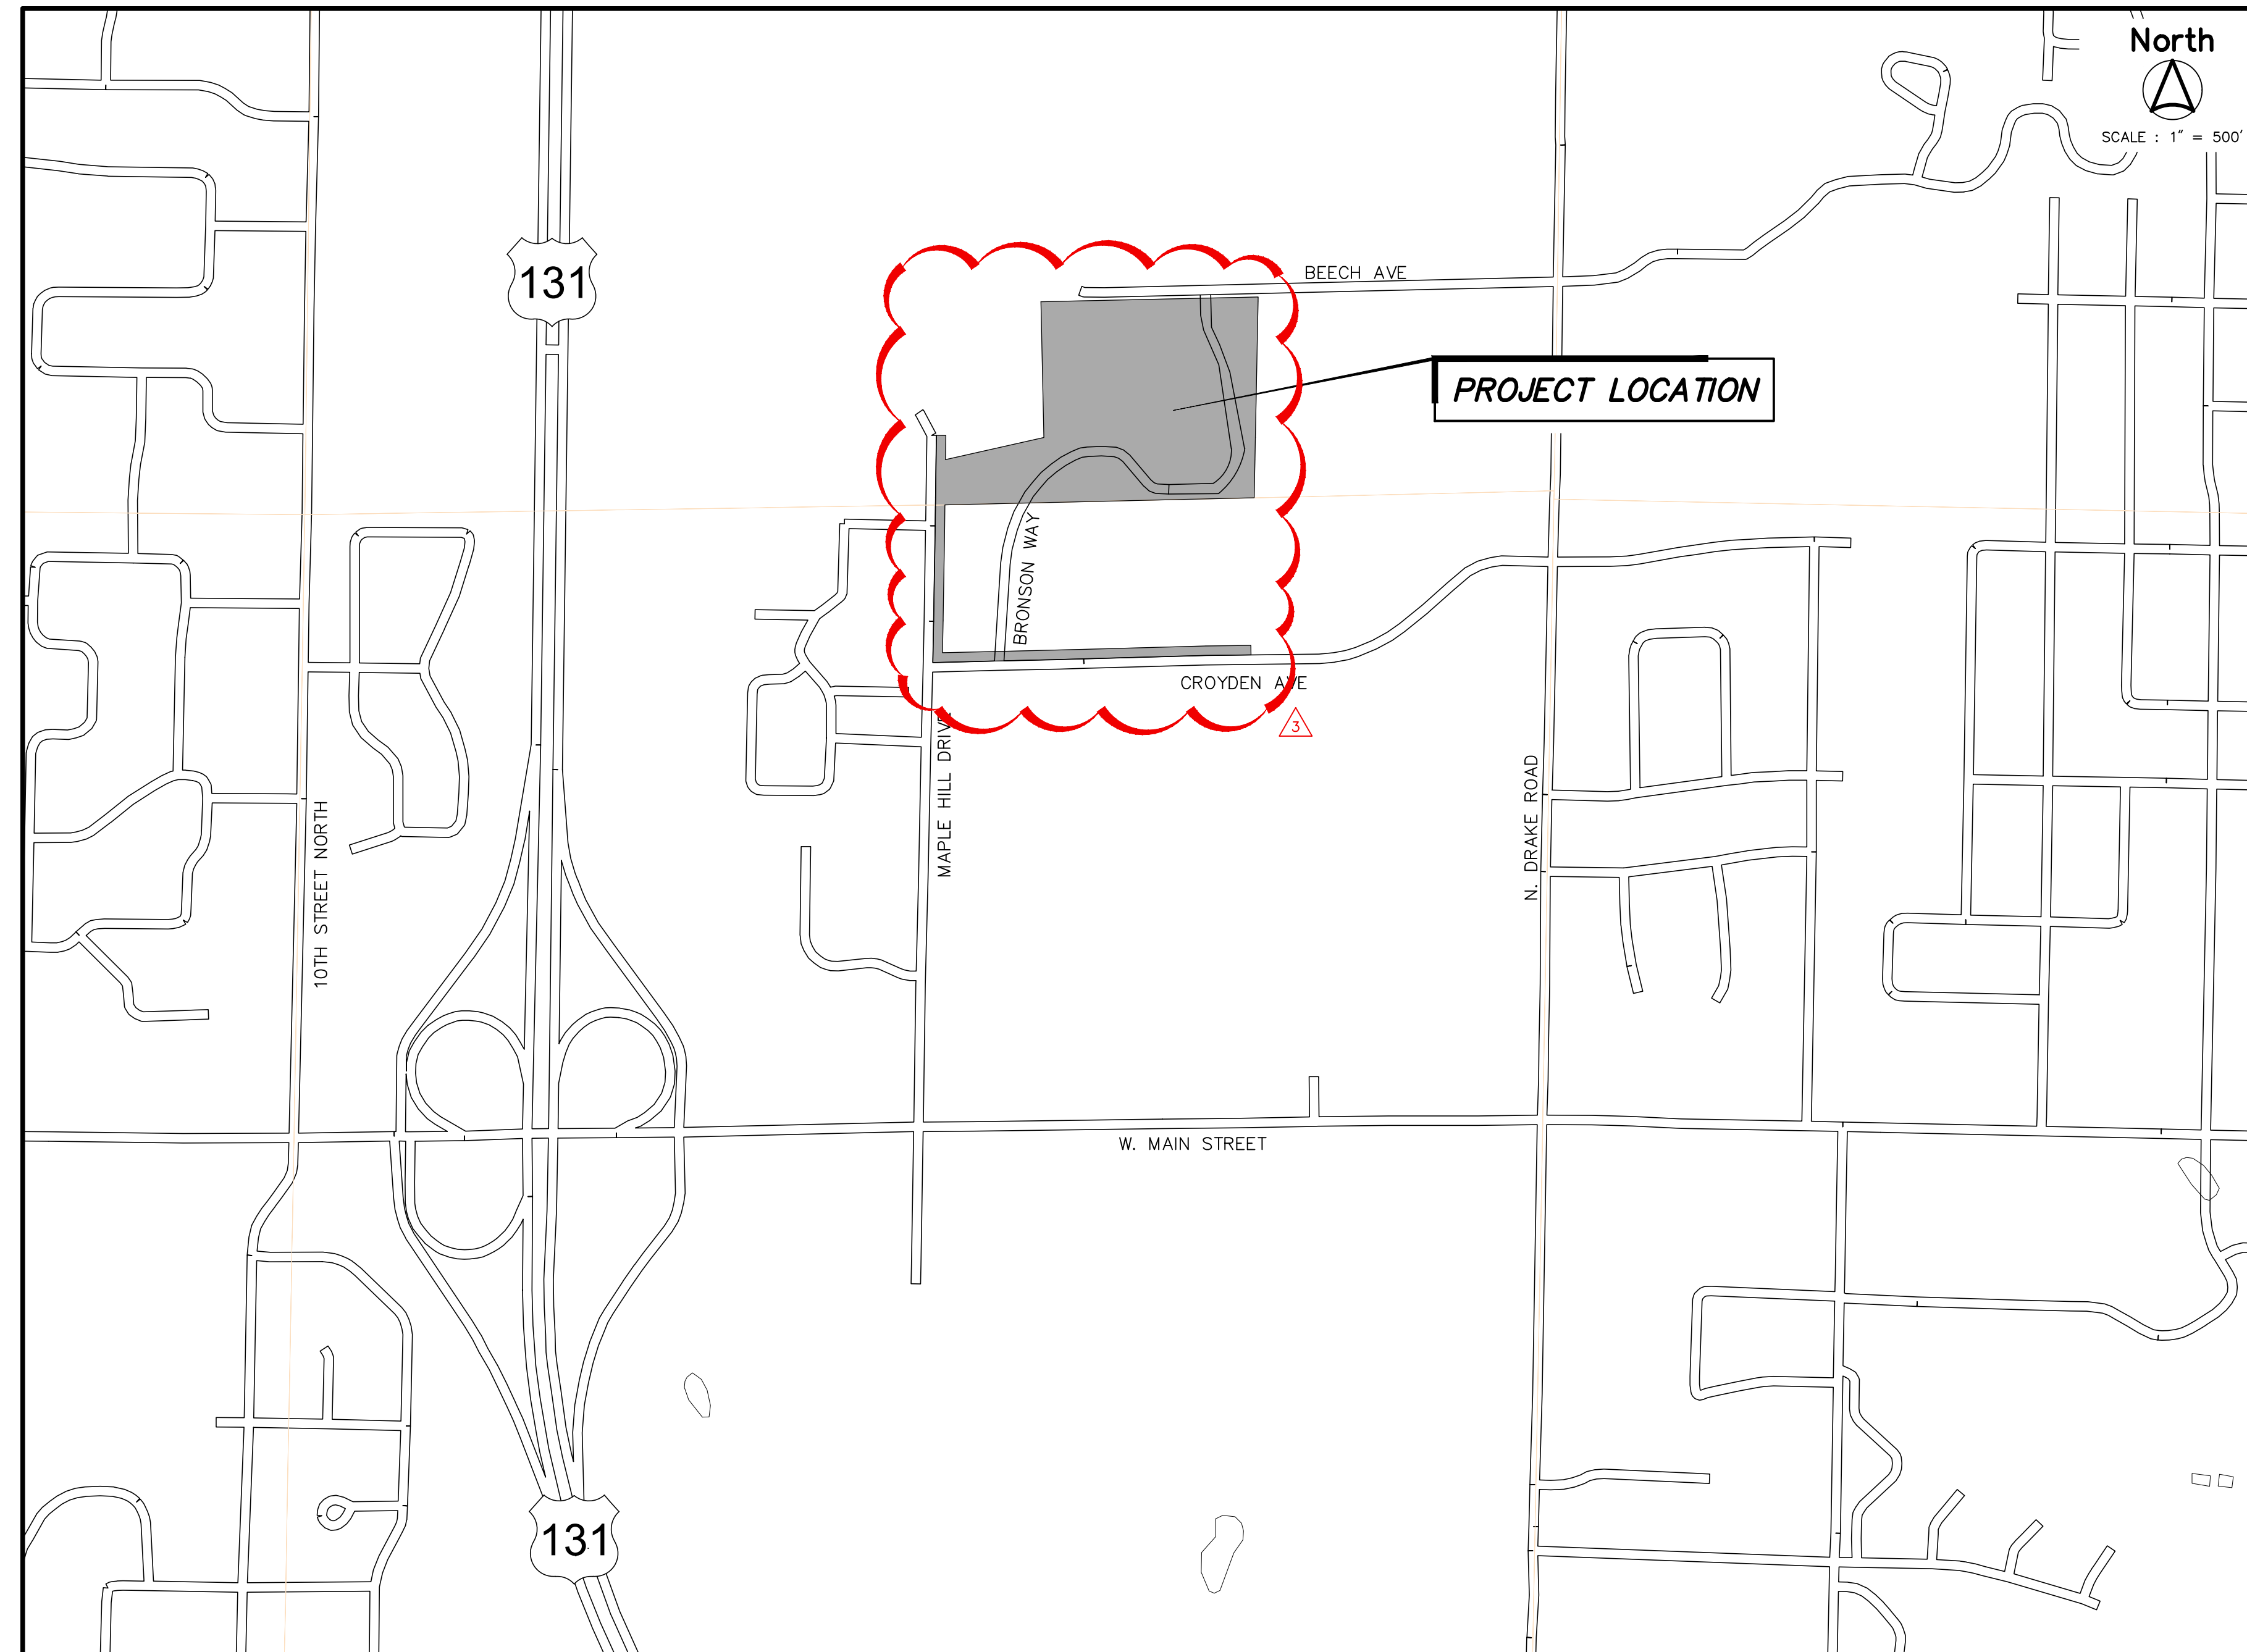 North
SCALE : 1" = 500'
131
BEECH AVE
PROJECT LOCATION
BRONSON WAY
CROYDEN AVE
3
MAPLE HILL DRIVE
N. DRAKE ROAD
10TH STREET NORTH
W. MAIN STREET
131